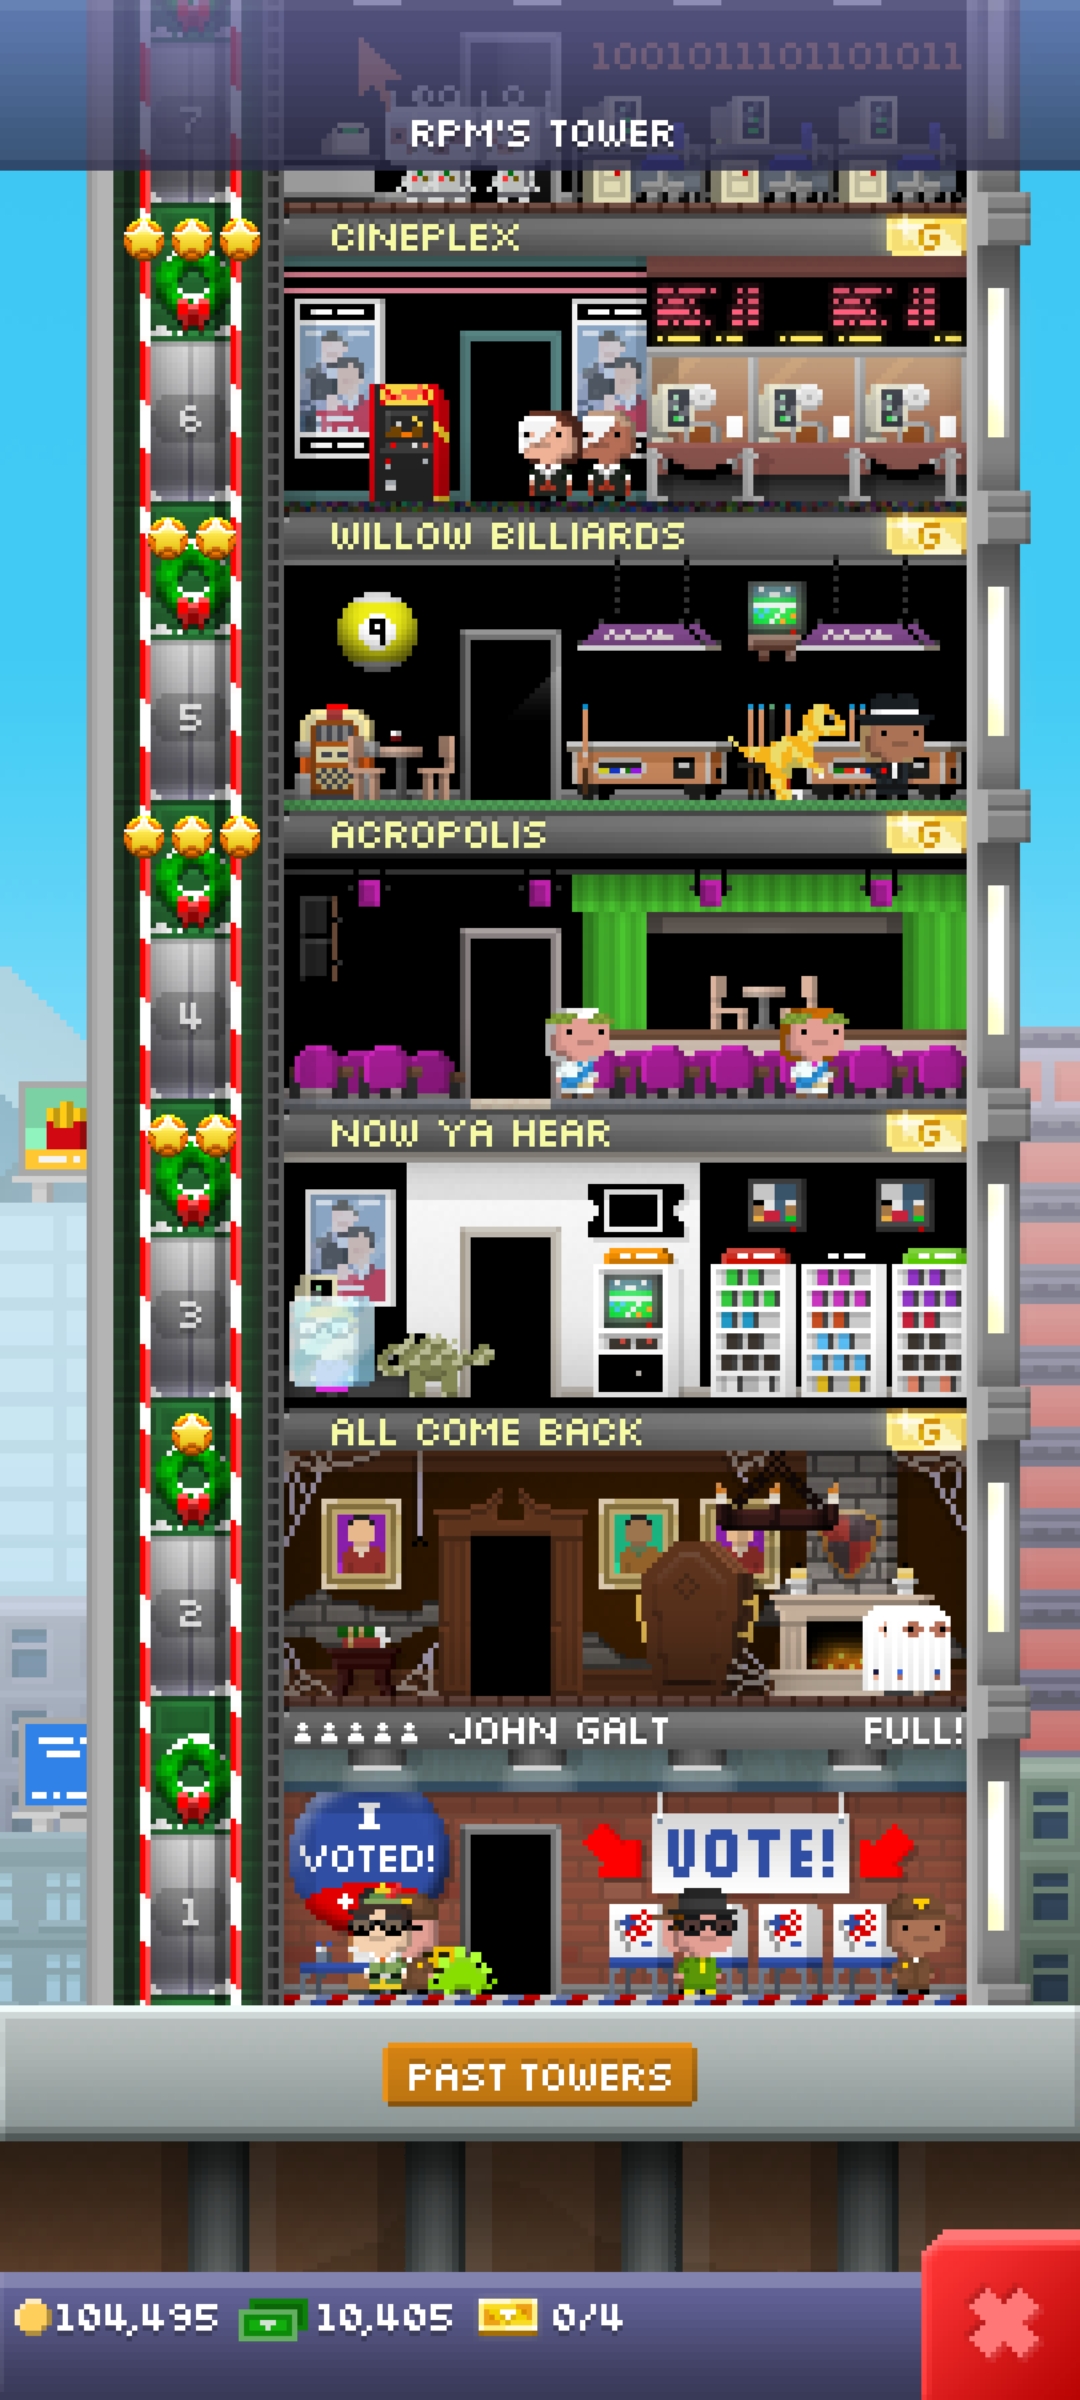 1001011101101011
7
RPM'S TOWER
CINEPLEX
G
6
WILLOW BILLIARDS
G
9
5
ACROPOLIS
G
4
NOW YA HEAR
G
3
ALL COME BACK
G
2
JOHN GALT
FULL!
I
VOTED!
VOTE!
1
PAST TOWERS
104,495
10,405
0/4